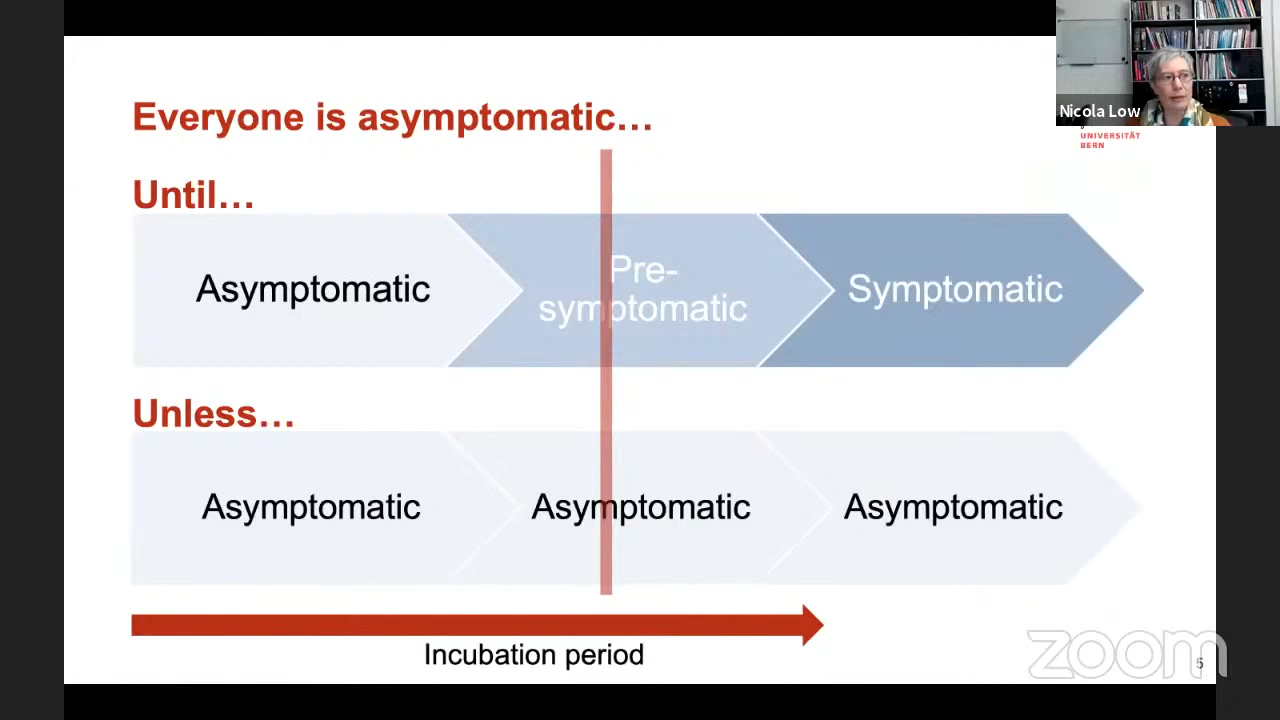 Everyone is asymptomatic…
Nicola Low
UNIVERSITÄT
BERN
Until…
Asymptomatic
Pre-
symptomatic
Symptomatic
Unless…
Asymptomatic
Asymptomatic
Asymptomatic
Incubation period
zoom
5